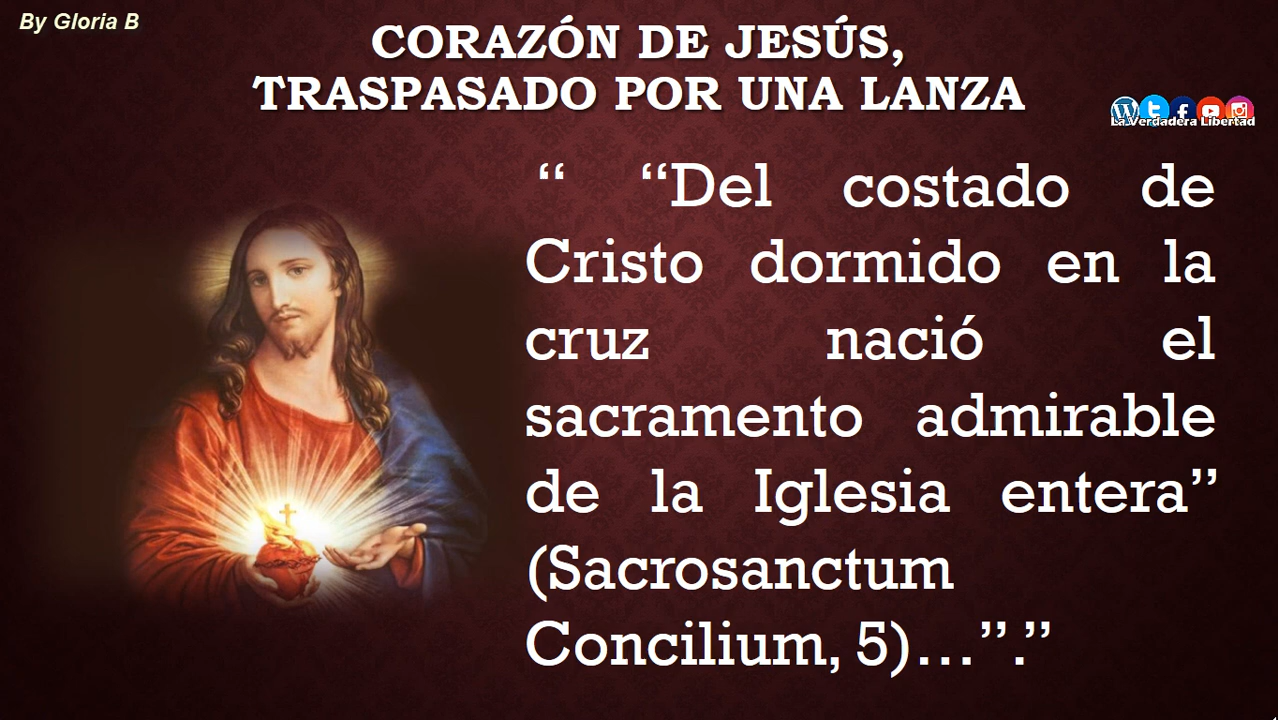 By Gloria B
CORAZÓN DE JESÚS,
TRASPASADO POR UNA LANZA
La Verdadera Libertad
“ “Del costado de
Cristo dormido en la
cruz nació el
sacramento admirable
de la Iglesia entera”
(Sacrosanctum
Concilium, 5)…”.”